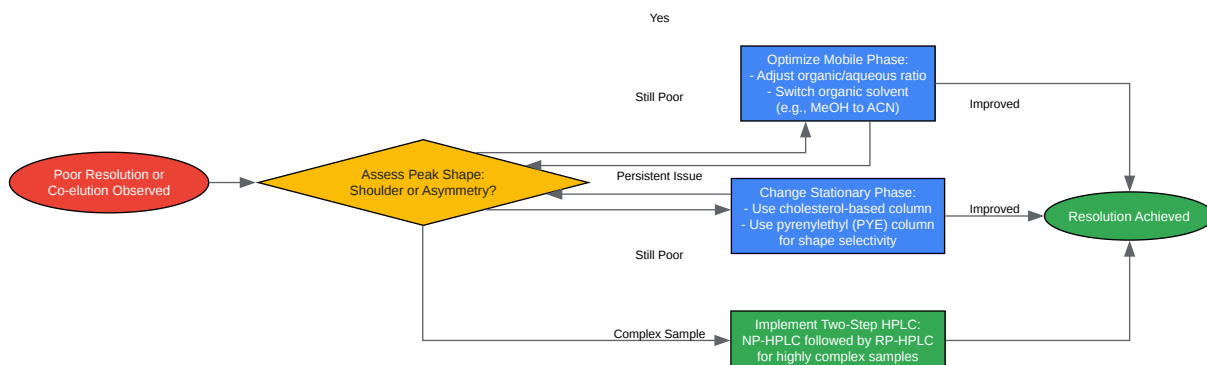 Yes
Optimize Mobile Phase:
- Adjust organic/aqueous ratio
- Switch organic solvent
(e.g., MeOH to ACN)
Still Poor
Improved
Poor Resolution or
Co-elution Observed
Assess Peak Shape:
Shoulder or Asymmetry?
Persistent Issue
Change Stationary Phase:
- Use cholesterol-based column
- Use pyrenylethyl (PYE) column
for shape selectivity
Improved
Resolution Achieved
Still Poor
Complex Sample
Implement Two-Step HPLC:
NP-HPLC followed by RP-HPLC
for highly complex samples